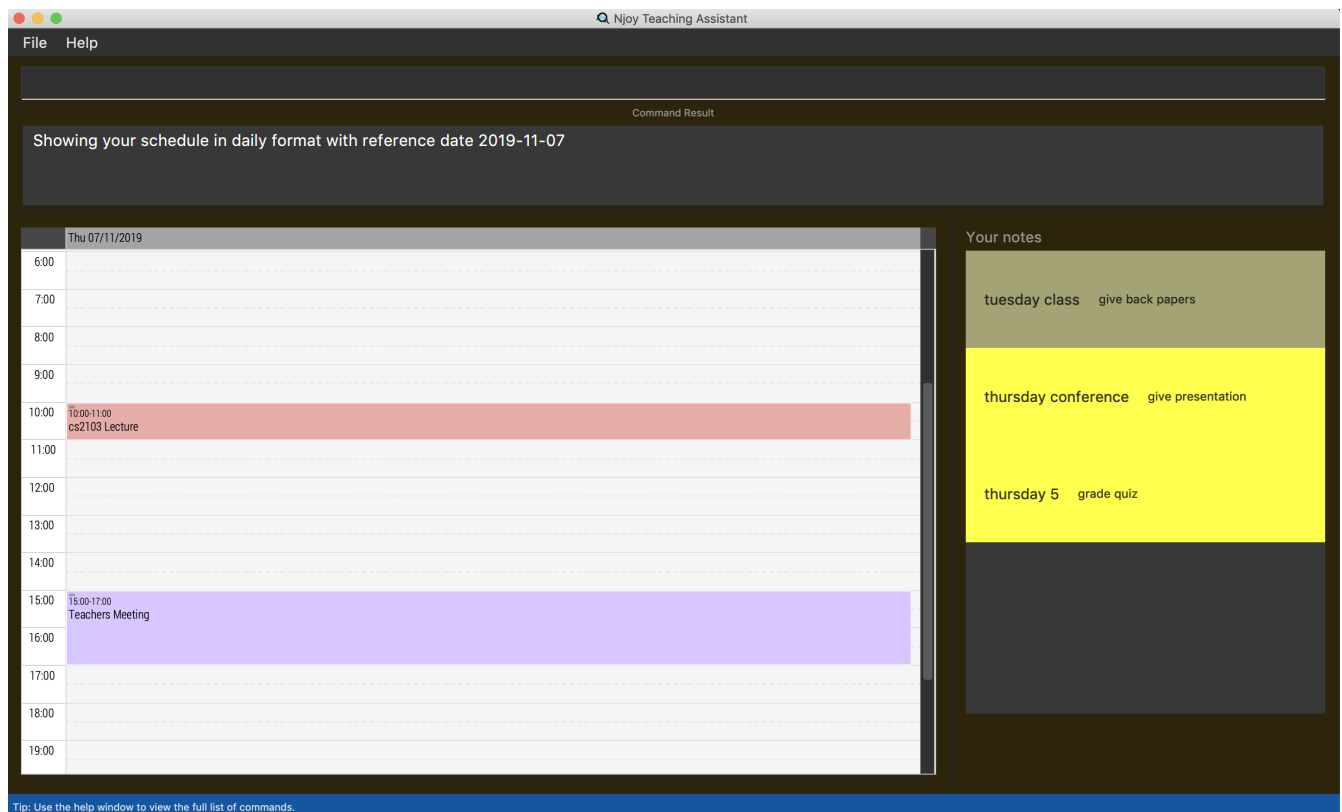 Njoy Teaching Assistant
File Help
Command Result
Showing your schedule in daily format with reference date 2019-11-07
Thu 07/11/2019
6:00
7:00
8:00
9:00
10:00
10:00-11:00
cs2103 Lecture
11:00
12:00
13:00
14:00
15:00
15:00-17:00
Teachers Meeting
16:00
17:00
18:00
19:00
Your notes
tuesday class give back papers
thursday conference give presentation
thursday 5 grade quiz
Tip: Use the help window to view the full list of commands.